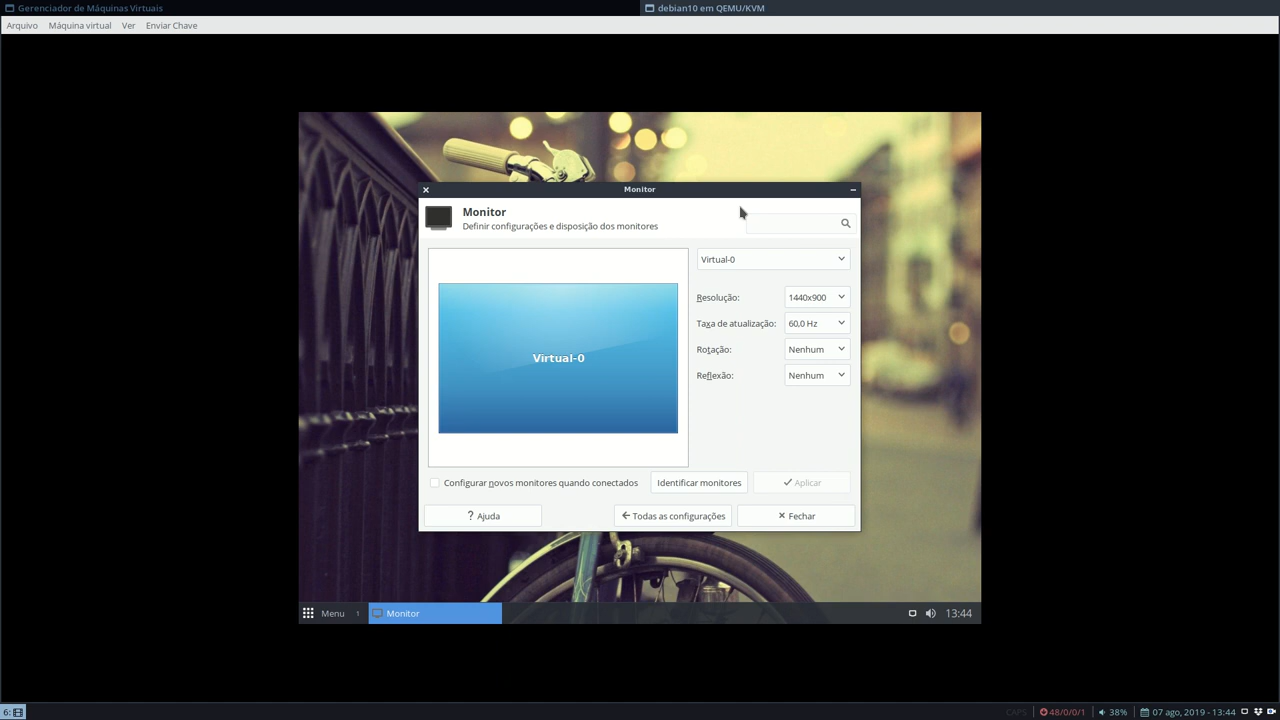 Gerenciador de Máquinas Virtuais
debian10 em QEMU/KVM
Arquivo Máquina virtual Ver Enviar Chave
Monitor
Monitor
Definir configurações e disposição dos monitores
Virtual-0
Resolução: 1440x900
Taxa de atualização: 60,0 Hz
Virtual-0
Rotação: Nenhum
Reflexão: Nenhum
Configurar novos monitores quando conectados
Identificar monitores
Aplicar
? Ajuda
Todas as configurações
Fechar
Menu 1 Monitor 13:44
6: CAPS 48/0/0/1 38% 07 ago, 2019 - 13:44